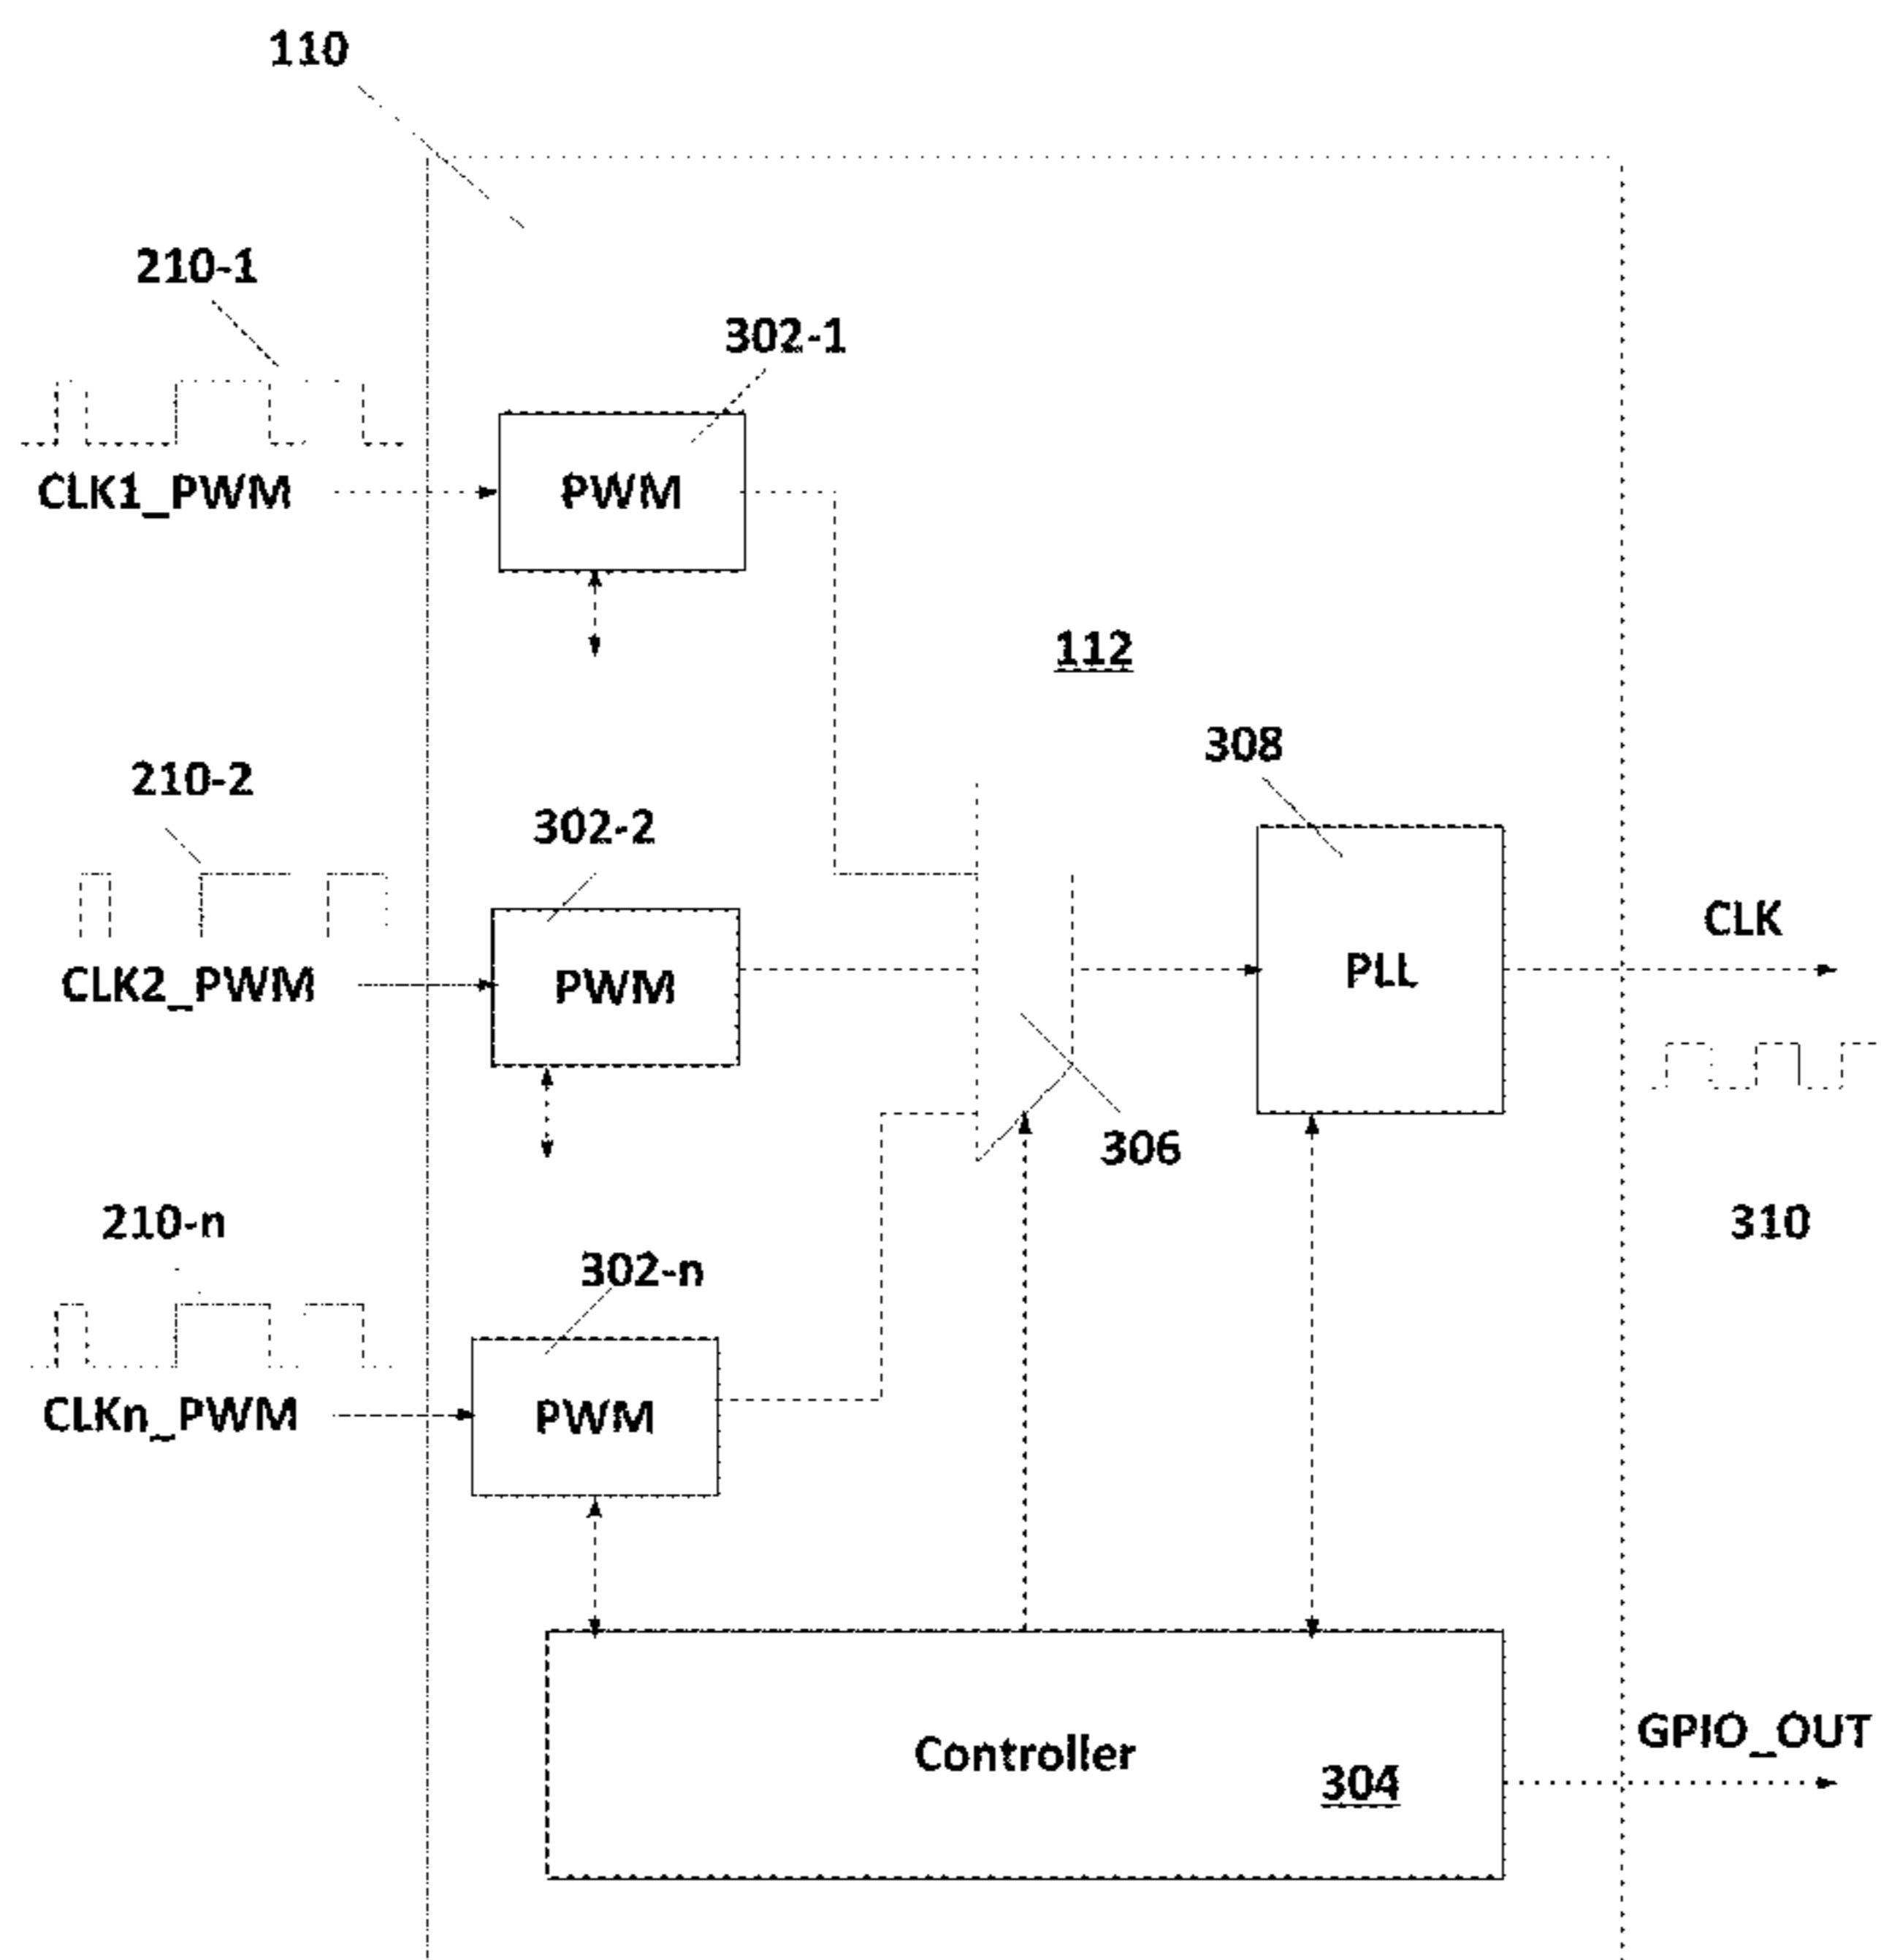 110
210-1
302-1
CLK1_PWM
PWM
112
308
210-2
302-2
CLK
CLK2_PWM
PWM
PLL
306
210-n
310
302-n
CLKn_PWM
PWM
GPIO_OUT
Controller
304